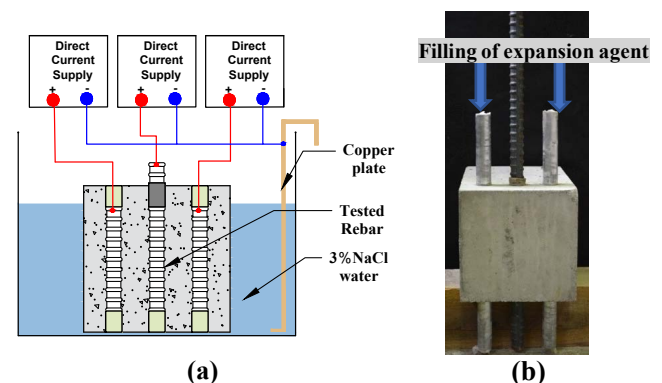 Direct
Current
Supply
+ -
Direct
Current
Supply
+ -
Direct
Current
Supply
+ -
Copper
plate
Tested
Rebar
3%NaCl
water
(a)
Filling of expansion agent
(b)